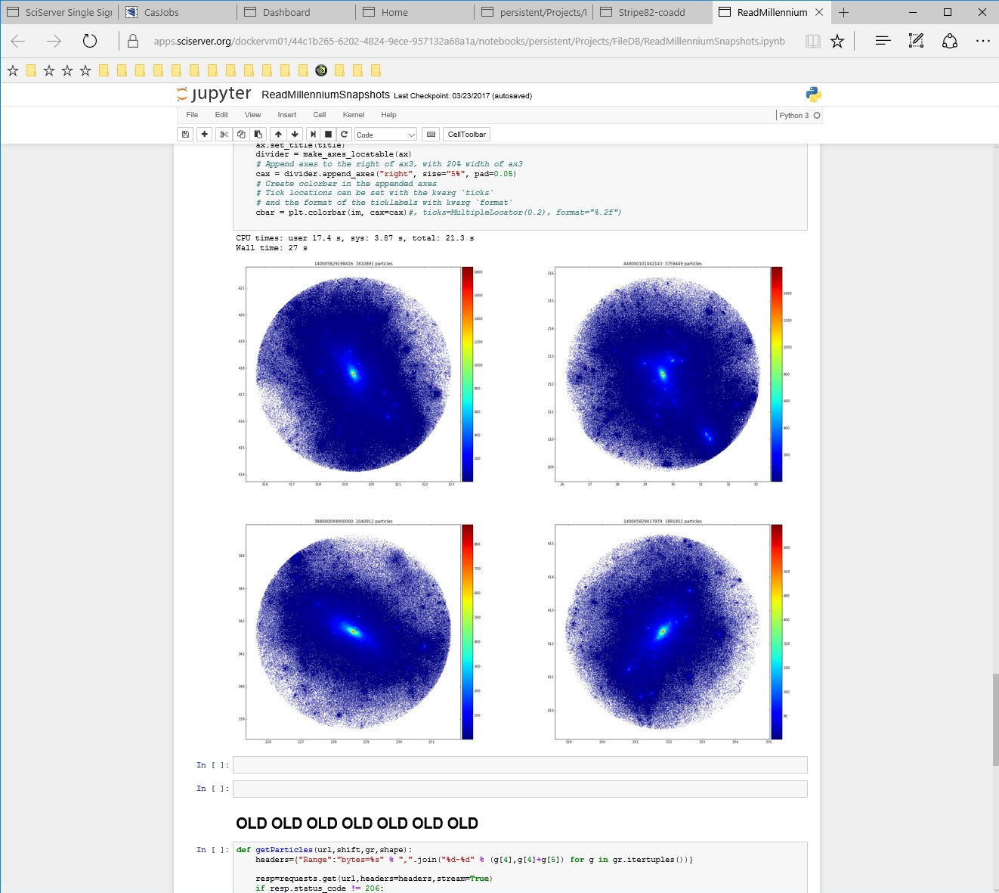 SciServer Single Sign
CasJobs
Dashboard
Home
persistent/Projects/
Stripe82-coadd
ReadMillennium
apps.sciserver.org/dockervm01/44c1b265-6202-4824-9ece-957132a68a1a/notebooks/persistent/Projects/FileDB/ReadMillenniumSnapshots.ipynb
jupyter ReadMillenniumSnapshots Last Checkpoint: 03/23/2017 (autosaved)
File Edit View Insert Cell Kernel Help Python 3
Code CellToolbar
ax.set_title(title)
divider = make_axes_locatable(ax)
# Append axes to the right of ax3, with 20% width of ax3
cax = divider.append_axes("right", size="5%", pad=0.05)
# Create colorbar in the appended axes
# Tick locations can be set with the kwarg `ticks`
# and the format of the ticklabels with kwarg `format`
cbar = plt.colorbar(im, cax=cax)#, ticks=MultipleLocator(0.2), format="%.2f")
CPU times: user 17.4 s, sys: 3.87 s, total: 21.3 s
Wall time: 27 s
140005829198416: 3810891 particles
421
420
419
418
417
416
415
414
316 317 318 319 320 321 322 323
1800
1600
1400
1200
1000
800
600
400
200
448000101042143: 3759449 particles
216
215
214
213
212
211
210
209
26 27 28 29 30 31 32 33
1400
1200
1000
800
600
400
200
388000049000000: 2040912 particles
344
343
342
341
340
339
226 227 228 229 230 231
800
700
600
500
400
300
200
100
140005829017979: 1891852 particles
415
414
413
412
411
410
329 330 331 332 333 334 335
640
560
480
400
320
240
160
80
In [ ]:
In [ ]:
OLD OLD OLD OLD OLD OLD OLD
In [ ]: def getParticles(url,shift,gr,shape):
headers={"Range":"bytes=%s" % ",".join("%d-%d" % (g[4],g[4]+g[5]) for g in gr.itertuples())}
resp=requests.get(url,headers=headers,stream=True)
if resp.status_code != 206: